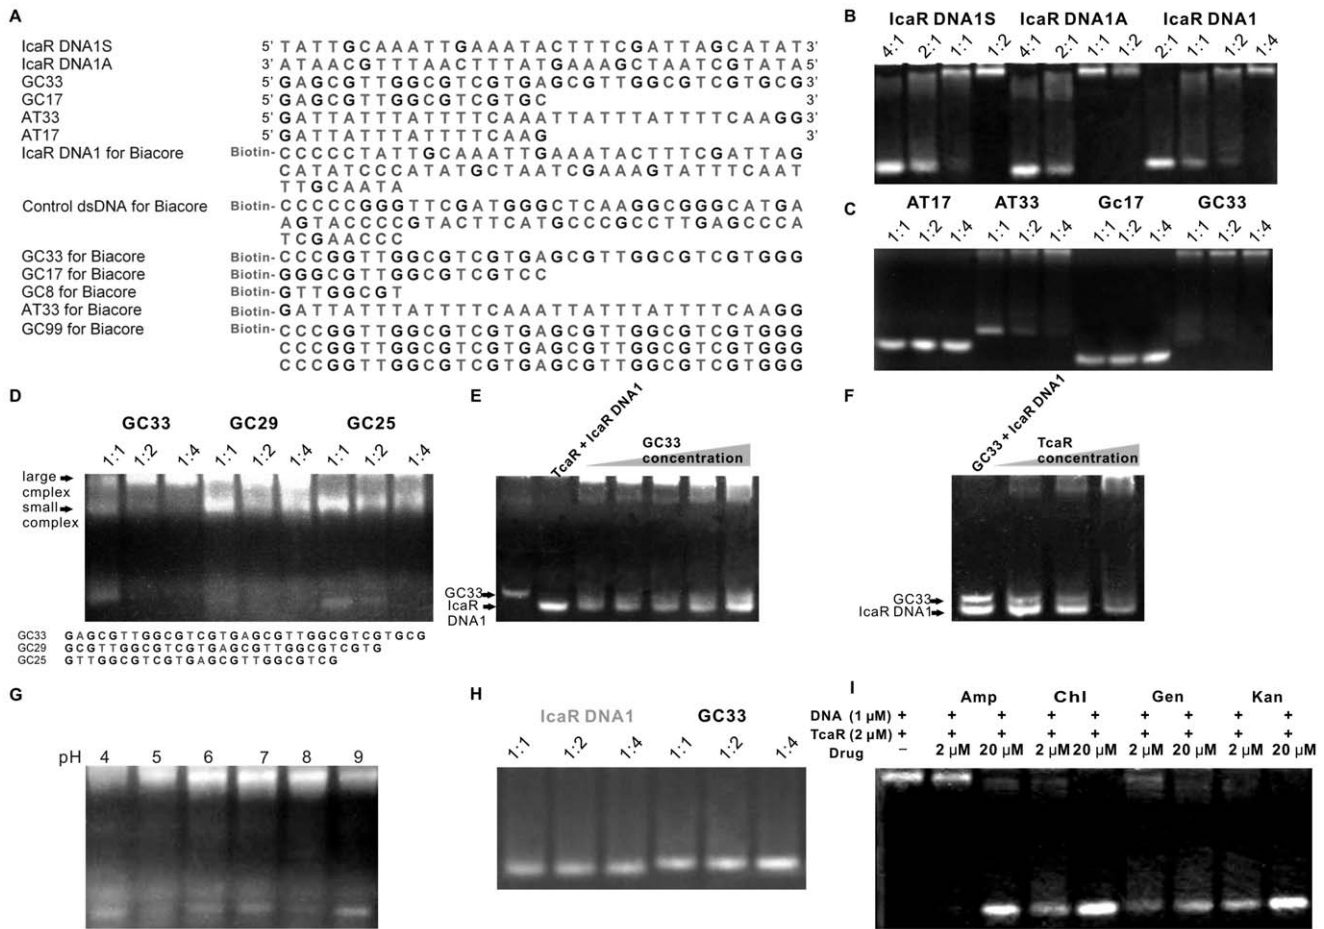 A
IcaR DNA1S 5' TATTGCAAATTGAAATACTTTCGATTAGCATAT 3'
IcaR DNA1A 3' ATAACGTTTAACTTTATGAAAGCTAATCGTATA 5'
GC33 5' GAGCGTTGGCGTCGTGAGCGTTGGCGTCGTGCG 3'
GC17 5' GAGCGTTGGCGTCGTGC 3'
AT33 5' GATTATTTATTTTCAAATTATTTATTTTCAAGG 3'
AT17 5' GATTATTTATTTTCAAG 3'
IcaR DNA1 for Biacore Biotin- CCCCCTATTGCAAATTGAAATACTTTCGATTAG
CATATCCCATATGCTAATCGAAAGTATTTCAAT
TTGCAATA
Control dsDNA for Biacore Biotin- CCCCCGGGTTCGATGGGCTCAAGGCGGGCATGA
AGTACCCCGTACTTCATGCCCGCCTTGAGCCCA
TCGAACCC
GC33 for Biacore Biotin- CCCGGTTGGCGTCGTGAGCGTTGGCGTCGTGGG
GC17 for Biacore Biotin- GGGCGTTGGCGTCGTCC
GC8 for Biacore Biotin- GTTGGCGT
AT33 for Biacore Biotin- GATTATTTATTTTCAAATTATTTATTTTCAAGG
GC99 for Biacore Biotin- CCCGGTTGGCGTCGTGAGCGTTGGCGTCGTGGG
CCCGGTTGGCGTCGTGAGCGTTGGCGTCGTGGG
CCCGGTTGGCGTCGTGAGCGTTGGCGTCGTGGG
B
IcaR DNA1S IcaR DNA1A IcaR DNA1
4:1 2:1 1:1 1:2 4:1 2:1 1:1 1:2 2:1 1:1 1:2 1:4
C
AT17 AT33 Gc17 GC33
1:1 1:2 1:4 1:1 1:2 1:4 1:1 1:2 1:4 1:1 1:2 1:4
D
GC33 GC29 GC25
1:1 1:2 1:4 1:1 1:2 1:4 1:1 1:2 1:4
large
cmplex
small
complex
GC33 GAGCGTTGGCGTCGTGAGCGTTGGCGTCGTGCG
GC29 GCGTTGGCGTCGTGAGCGTTGGCGTCGTG
GC25 GTTGGCGTCGTGAGCGTTGGCGTCG
E
TcaR + IcaR DNA1
GC33
concentration
GC33
IcaR
DNA1
F
GC33 + IcaR DNA1
TcaR
concentration
GC33
IcaR DNA1
G
pH 4 5 6 7 8 9
H
IcaR DNA1 GC33
1:1 1:2 1:4 1:1 1:2 1:4
I
Amp Chl Gen Kan
DNA (1 µM) + + + + + + + + +
TcaR (2 µM) + + + + + + + + +
Drug – 2 µM 20 µM 2 µM 20 µM 2 µM 20 µM 2 µM 20 µM